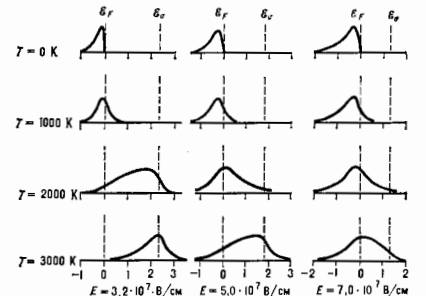 ε_F ε_σ ε_F ε_σ ε_F ε_σ
T = 0 K
T = 1000 K
T = 2000 K
T = 3000 K
−1 0 1 2 3 −1 0 1 2 3 −2 −1 0 1 2
E = 3,2·10⁷·В/см E = 5,0·10⁷ В/см E = 7,0·10⁷ В/см